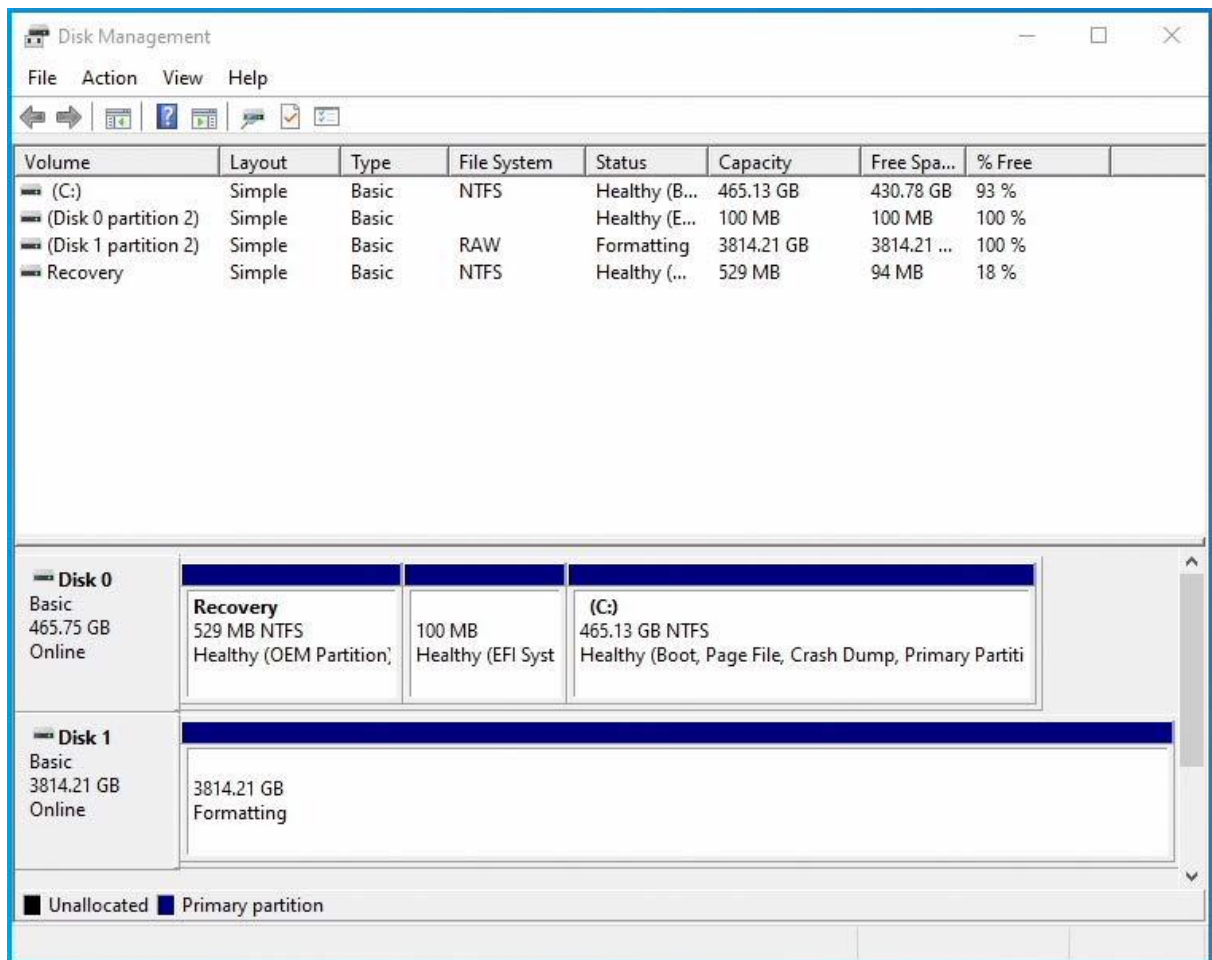 Disk Management
File Action View Help
Volume Layout Type File System Status Capacity Free Spa... % Free
(C:) Simple Basic NTFS Healthy (B... 465.13 GB 430.78 GB 93 %
(Disk 0 partition 2) Simple Basic Healthy (E... 100 MB 100 MB 100 %
(Disk 1 partition 2) Simple Basic RAW Formatting 3814.21 GB 3814.21 ... 100 %
Recovery Simple Basic NTFS Healthy (... 529 MB 94 MB 18 %
Disk 0
Basic
465.75 GB
Online
Recovery
529 MB NTFS
Healthy (OEM Partition)
100 MB
Healthy (EFI Syst
(C:)
465.13 GB NTFS
Healthy (Boot, Page File, Crash Dump, Primary Partiti
Disk 1
Basic
3814.21 GB
Online
3814.21 GB
Formatting
Unallocated Primary partition